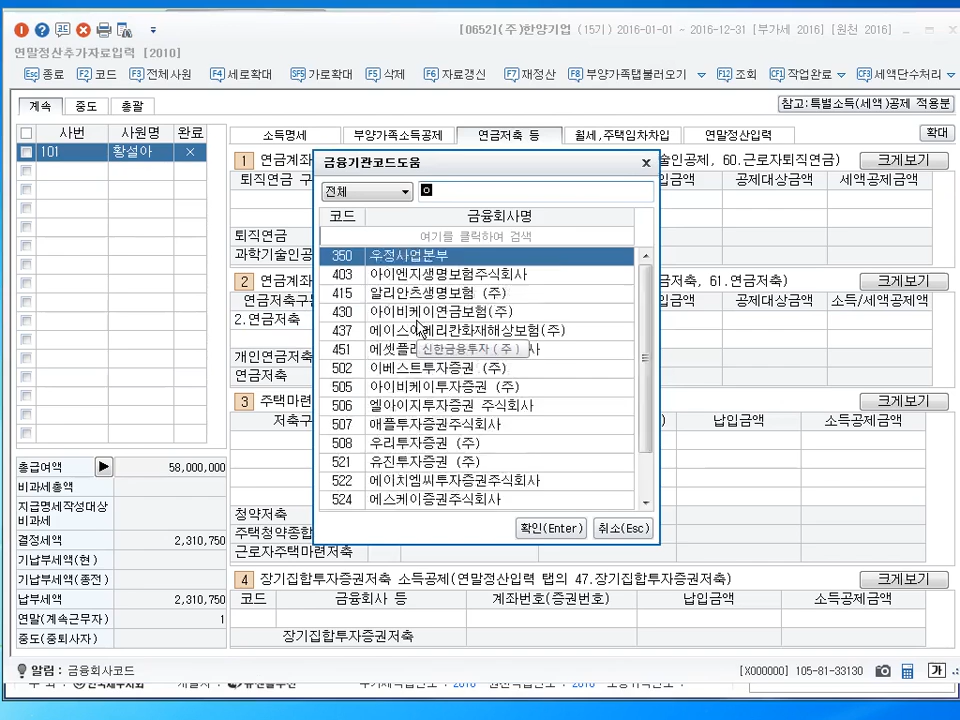 [0652](주)한양기업 (15기) 2016-01-01 ~ 2016-12-31 [부가세 2016] [원천 2016]
연말정산추가자료입력 [2010]
Esc 종료 F2 코드 F3 전체사원 F4 세로확대 SF5 가로확대 F5 삭제 F6 자료갱신 F7 재정산 F8 부양가족탭불러오기 F12 조회 CF1 작업완료 CF3 세액단수처리
계속 중도 총괄 참고:특별소득(세액)공제 적용분
사번 사원명 완료 소득명세 부양가족소득공제 연금저축 등 월세,주택임차차입 연말정산입력 확대
101 황설아 ×
금융기관코드도움 x
1 연금계좌 술인공제, 60.근로자퇴직연금) 크게보기
퇴직연금 구 입금액 공제대상금액 세액공제금액
전체 o
코드 금융회사명
여기를 클릭하여 검색
퇴직연금
과학기술인공
350 우정사업본부
403 아이엔지생명보험주식회사
415 알리안츠생명보험 (주)
430 아이비케이연금보험(주)
437 에이스아메리칸화재해상보험(주)
451 에셋플러 사
신한금융투자 (주)
502 이베스트투자증권 (주)
505 아이비케이투자증권 (주)
506 엘아이지투자증권 주식회사
507 애플투자증권주식회사
508 우리투자증권 (주)
521 유진투자증권 (주)
522 에이치엠씨투자증권주식회사
524 에스케이증권주식회사
확인(Enter) 취소(Esc)
2 연금계좌 금저축, 61.연금저축) 크게보기
연금저축구 입금액 공제대상금액 소득/세액공제액
2.연금저축
개인연금저축
연금저축
3 주택마련 크게보기
저축구 ) 납입금액 소득공제금액
청약저축
주택청약종합
근로자주택마련저축
4 장기집합투자증권저축 소득공제(연말정산입력 탭의 47.장기집합투자증권저축) 크게보기
코드 금융회사 등 계좌번호(증권번호) 납입금액 소득공제금액
장기집합투자증권저축
총급여액 58,000,000
비과세총액
지급명세작성대상
비과세
결정세액 2,310,750
기납부세액(현)
기납부세액(종전)
납부세액 2,310,750
연말(계속근무자) 1
중도(중퇴사자)
알림 : 금융회사코드 [X000000] 105-81-33130 가